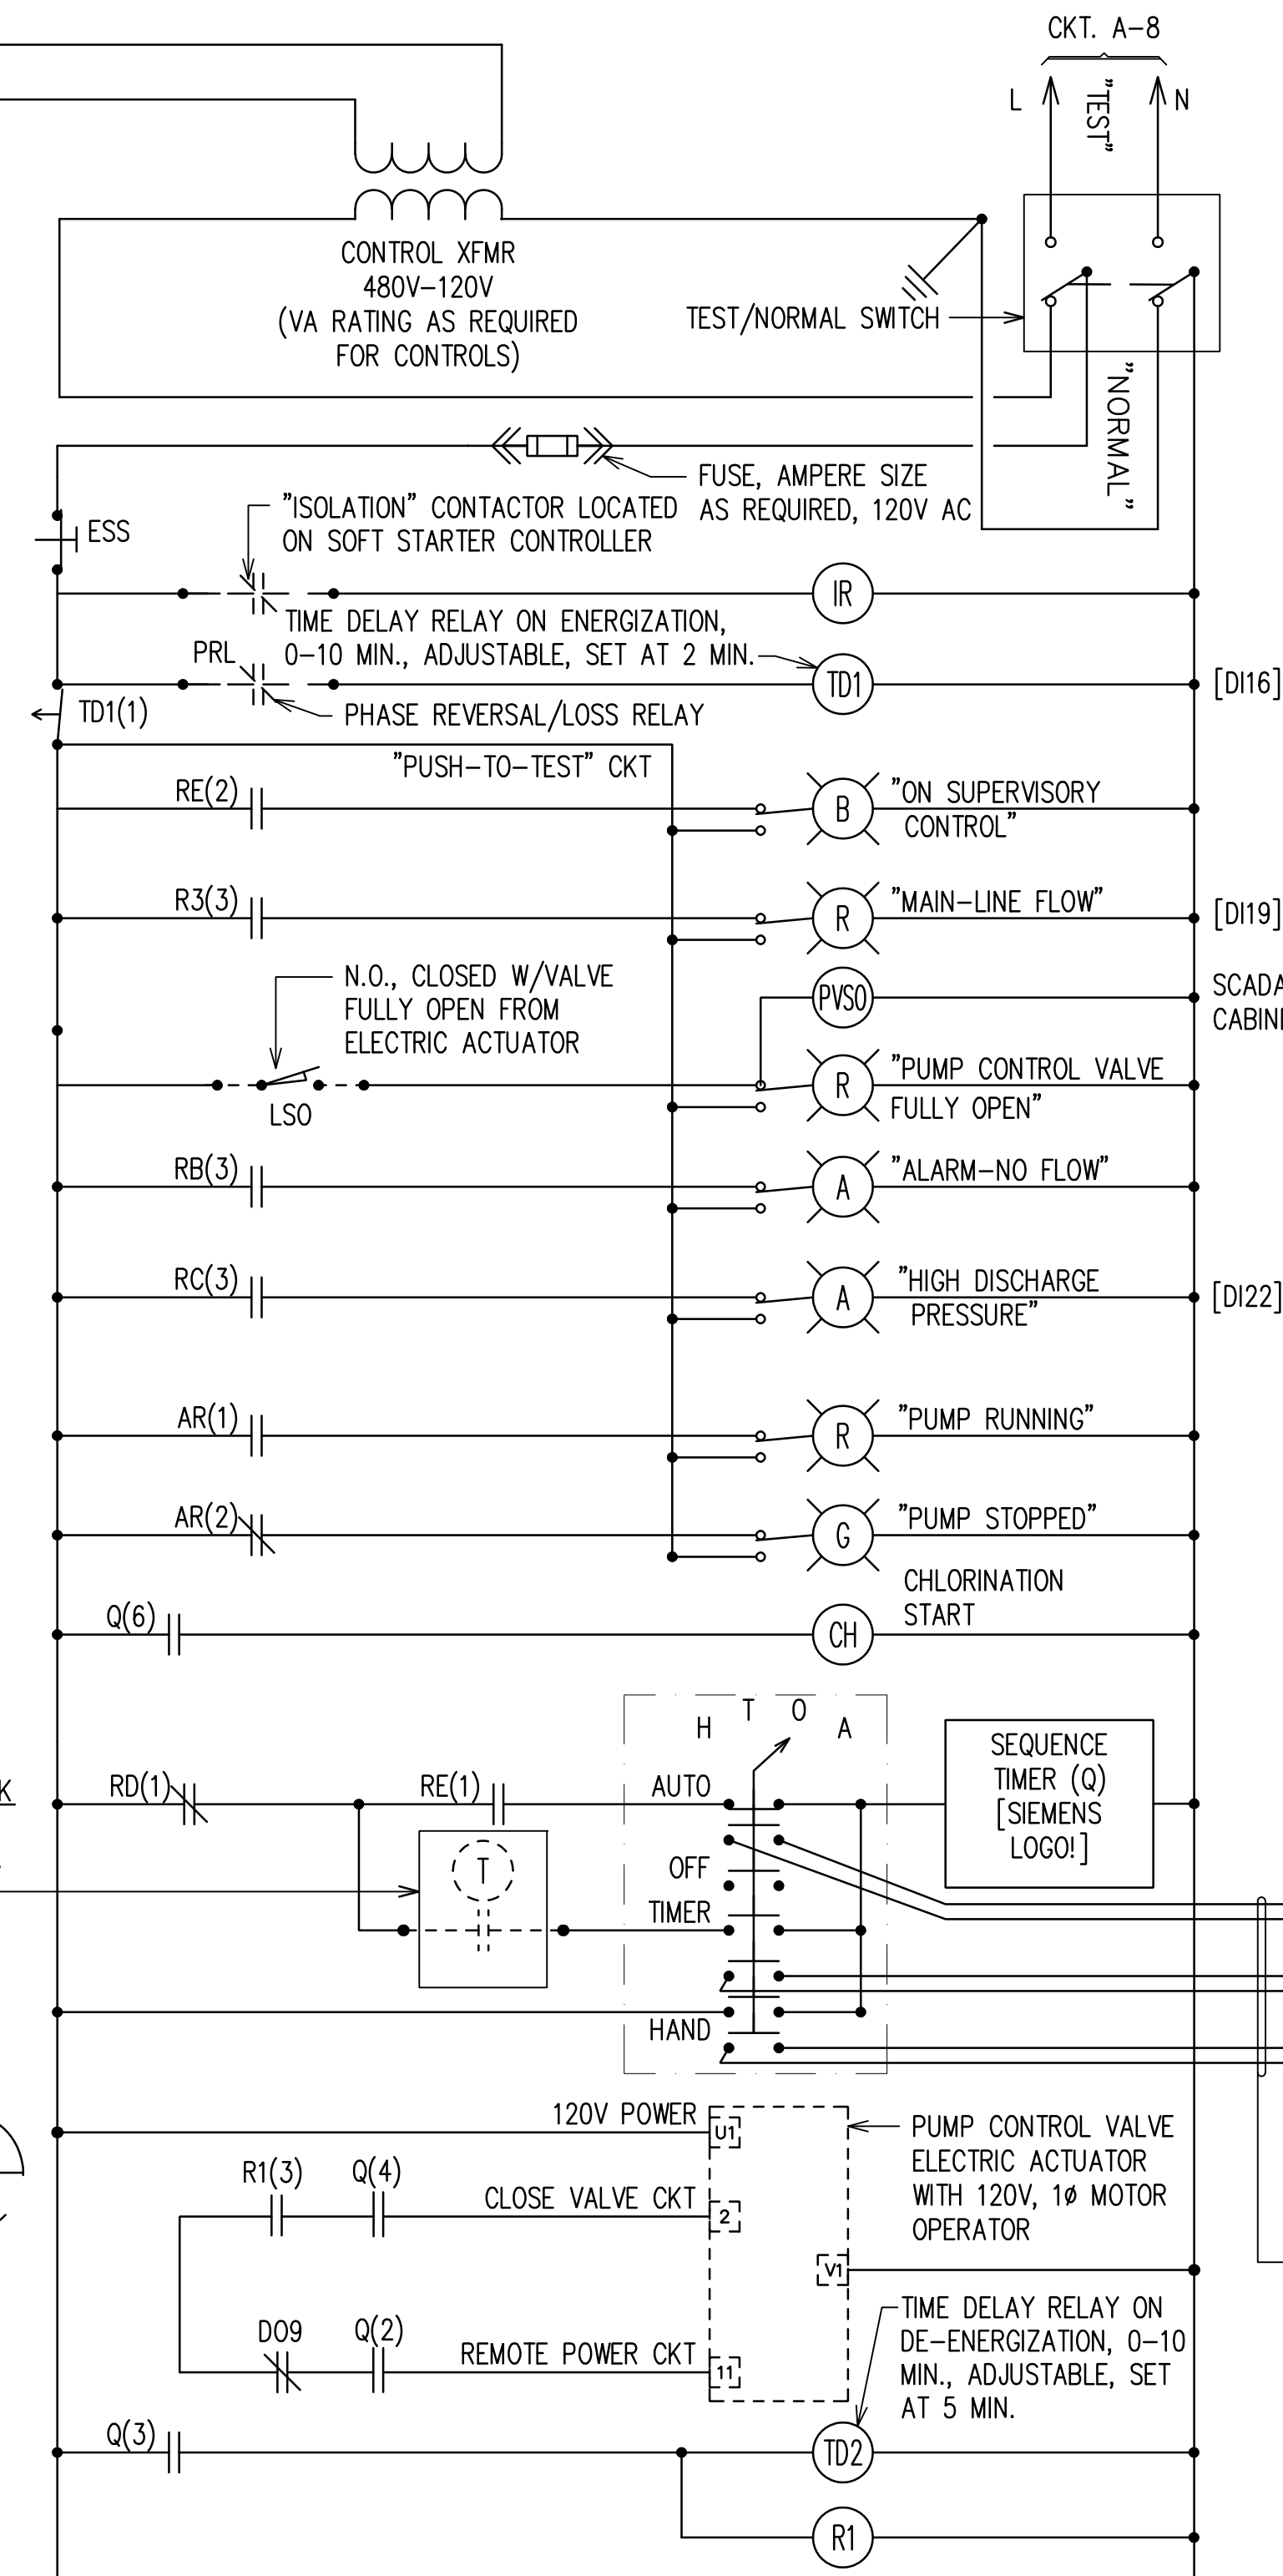 CKT. A-8
L
"TEST"
N
CONTROL XFMR
480V-120V
(VA RATING AS REQUIRED
FOR CONTROLS)
TEST/NORMAL SWITCH
"NORMAL"
FUSE, AMPERE SIZE
AS REQUIRED, 120V AC
"ISOLATION" CONTACTOR LOCATED
ON SOFT STARTER CONTROLLER
ESS
IR
TIME DELAY RELAY ON ENERGIZATION,
0-10 MIN., ADJUSTABLE, SET AT 2 MIN.
PRL
TD1
[DI16]
TD1(1)
PHASE REVERSAL/LOSS RELAY
"PUSH-TO-TEST" CKT
RE(2)
B
"ON SUPERVISORY
CONTROL"
R3(3)
R
"MAIN-LINE FLOW"
[DI19]
N.O., CLOSED W/VALVE
FULLY OPEN FROM
ELECTRIC ACTUATOR
PVSO
SCADA
CABIN
LSO
R
"PUMP CONTROL VALVE
FULLY OPEN"
RB(3)
A
"ALARM-NO FLOW"
RC(3)
A
"HIGH DISCHARGE
PRESSURE"
[DI22]
AR(1)
R
"PUMP RUNNING"
AR(2)
G
"PUMP STOPPED"
Q(6)
CH
CHLORINATION
START
H T O A
K
RD(1)
RE(1)
AUTO
SEQUENCE
TIMER (Q)
[SIEMENS
LOGO!]
T
OFF
TIMER
HAND
120V POWER
U1
PUMP CONTROL VALVE
ELECTRIC ACTUATOR
WITH 120V, 1ø MOTOR
OPERATOR
R1(3)
Q(4)
CLOSE VALVE CKT
2
V1
DO9
Q(2)
REMOTE POWER CKT
11
TIME DELAY RELAY ON
DE-ENERGIZATION, 0-10
MIN., ADJUSTABLE, SET
AT 5 MIN.
Q(3)
TD2
R1